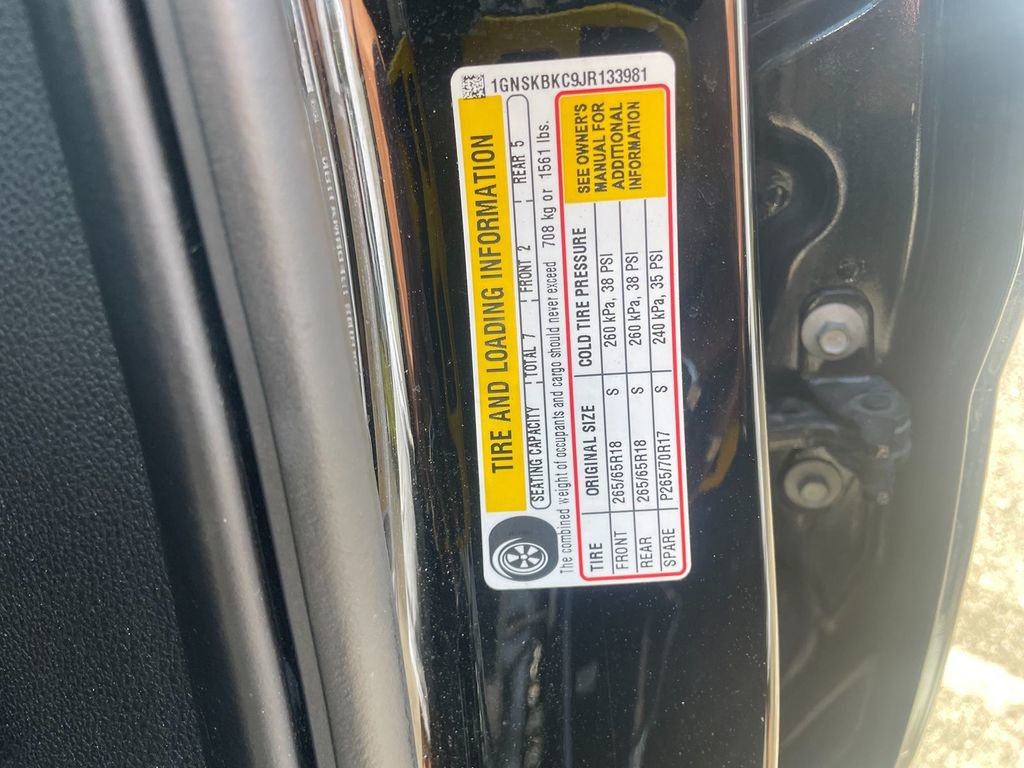 1GNSKBKC9JR133981
TIRE AND LOADING INFORMATION
SEATING CAPACITY TOTAL 7 FRONT 2 REAR 5
The combined weight of occupants and cargo should never exceed 708 kg or 1561 lbs.
TIRE ORIGINAL SIZE COLD TIRE PRESSURE
FRONT 265/65R18 S 260 kPa, 38 PSI
REAR 265/65R18 S 260 kPa, 38 PSI
SPARE P265/70R17 S 240 kPa, 35 PSI
SEE OWNER'S
MANUAL FOR
ADDITIONAL
INFORMATION